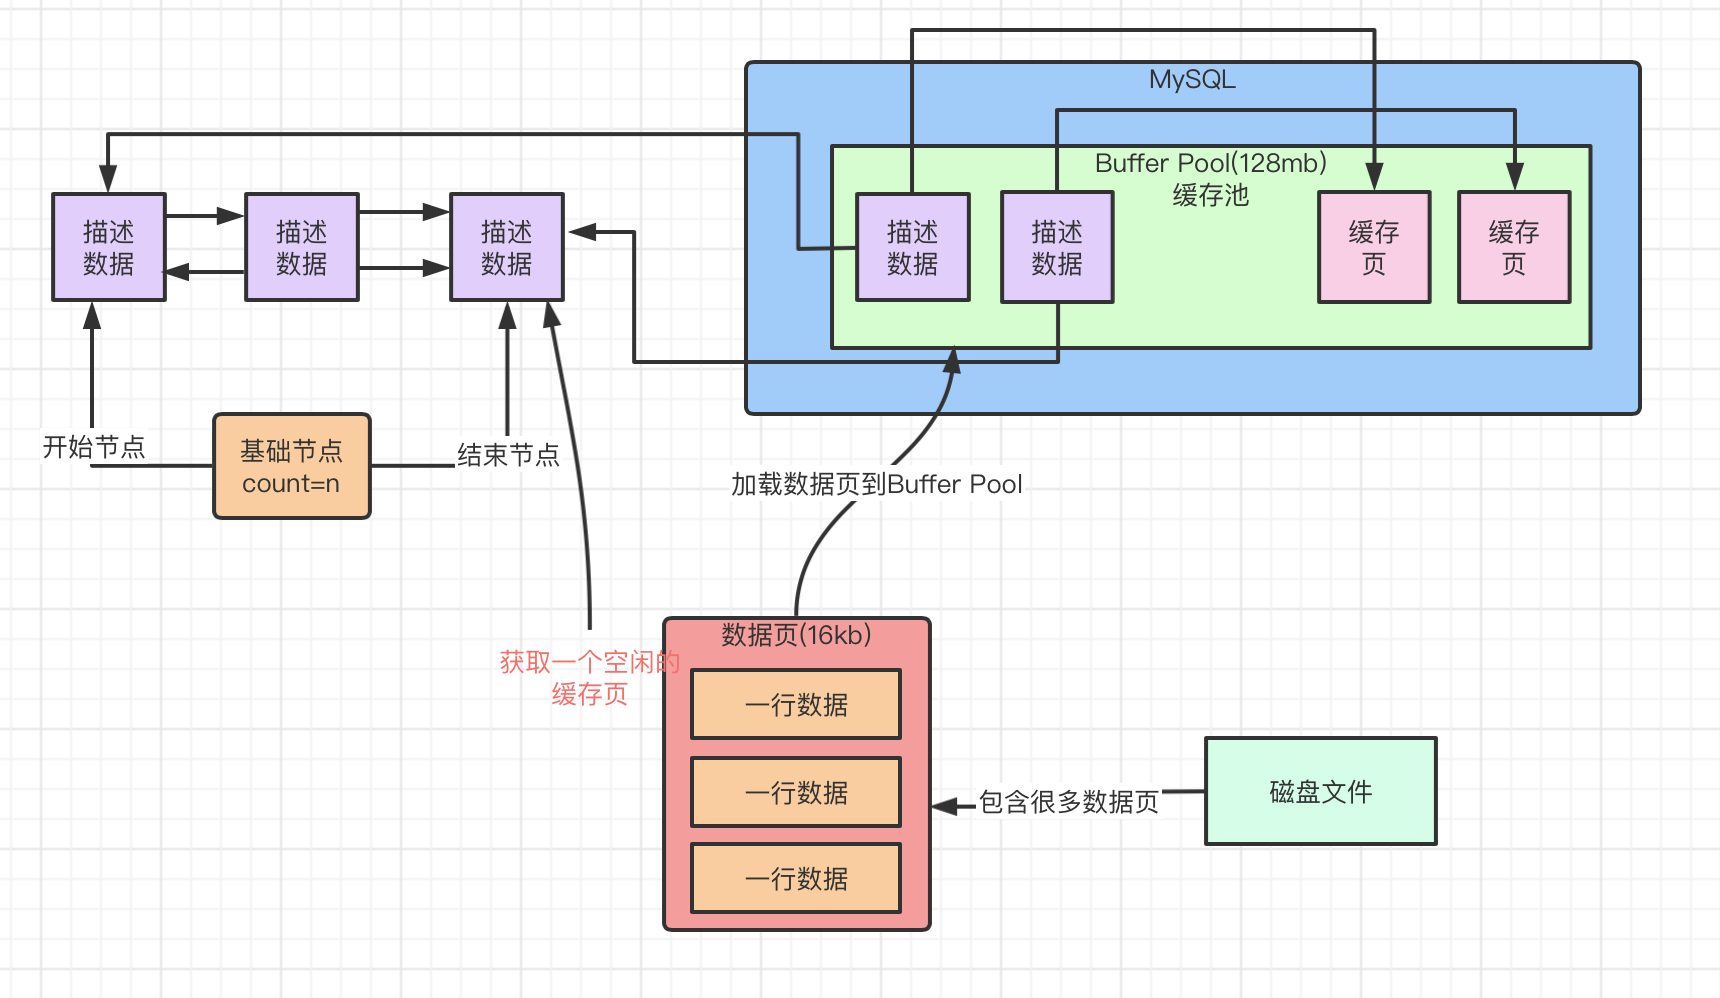 MySQL
Buffer Pool(128mb)
缓存池
描述
数据
描述
数据
描述
数据
描述
数据
描述
数据
缓存
页
缓存
页
开始节点
基础节点
count=n
结束节点
加载数据页到Buffer Pool
数据页(16kb)
获取一个空闲的
缓存页
一行数据
一行数据
一行数据
包含很多数据页
磁盘文件